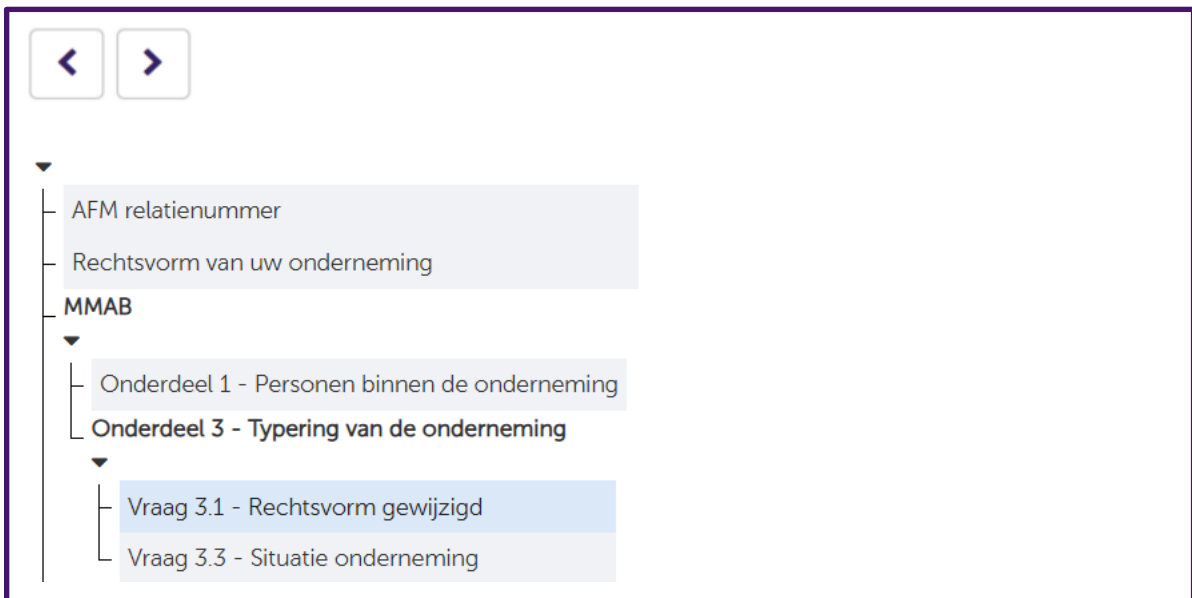 AFM relatienummer
Rechtsvorm van uw onderneming
MMAB
Onderdeel 1 - Personen binnen de onderneming
Onderdeel 3 - Typering van de onderneming
Vraag 3.1 - Rechtsvorm gewijzigd
Vraag 3.3 - Situatie onderneming